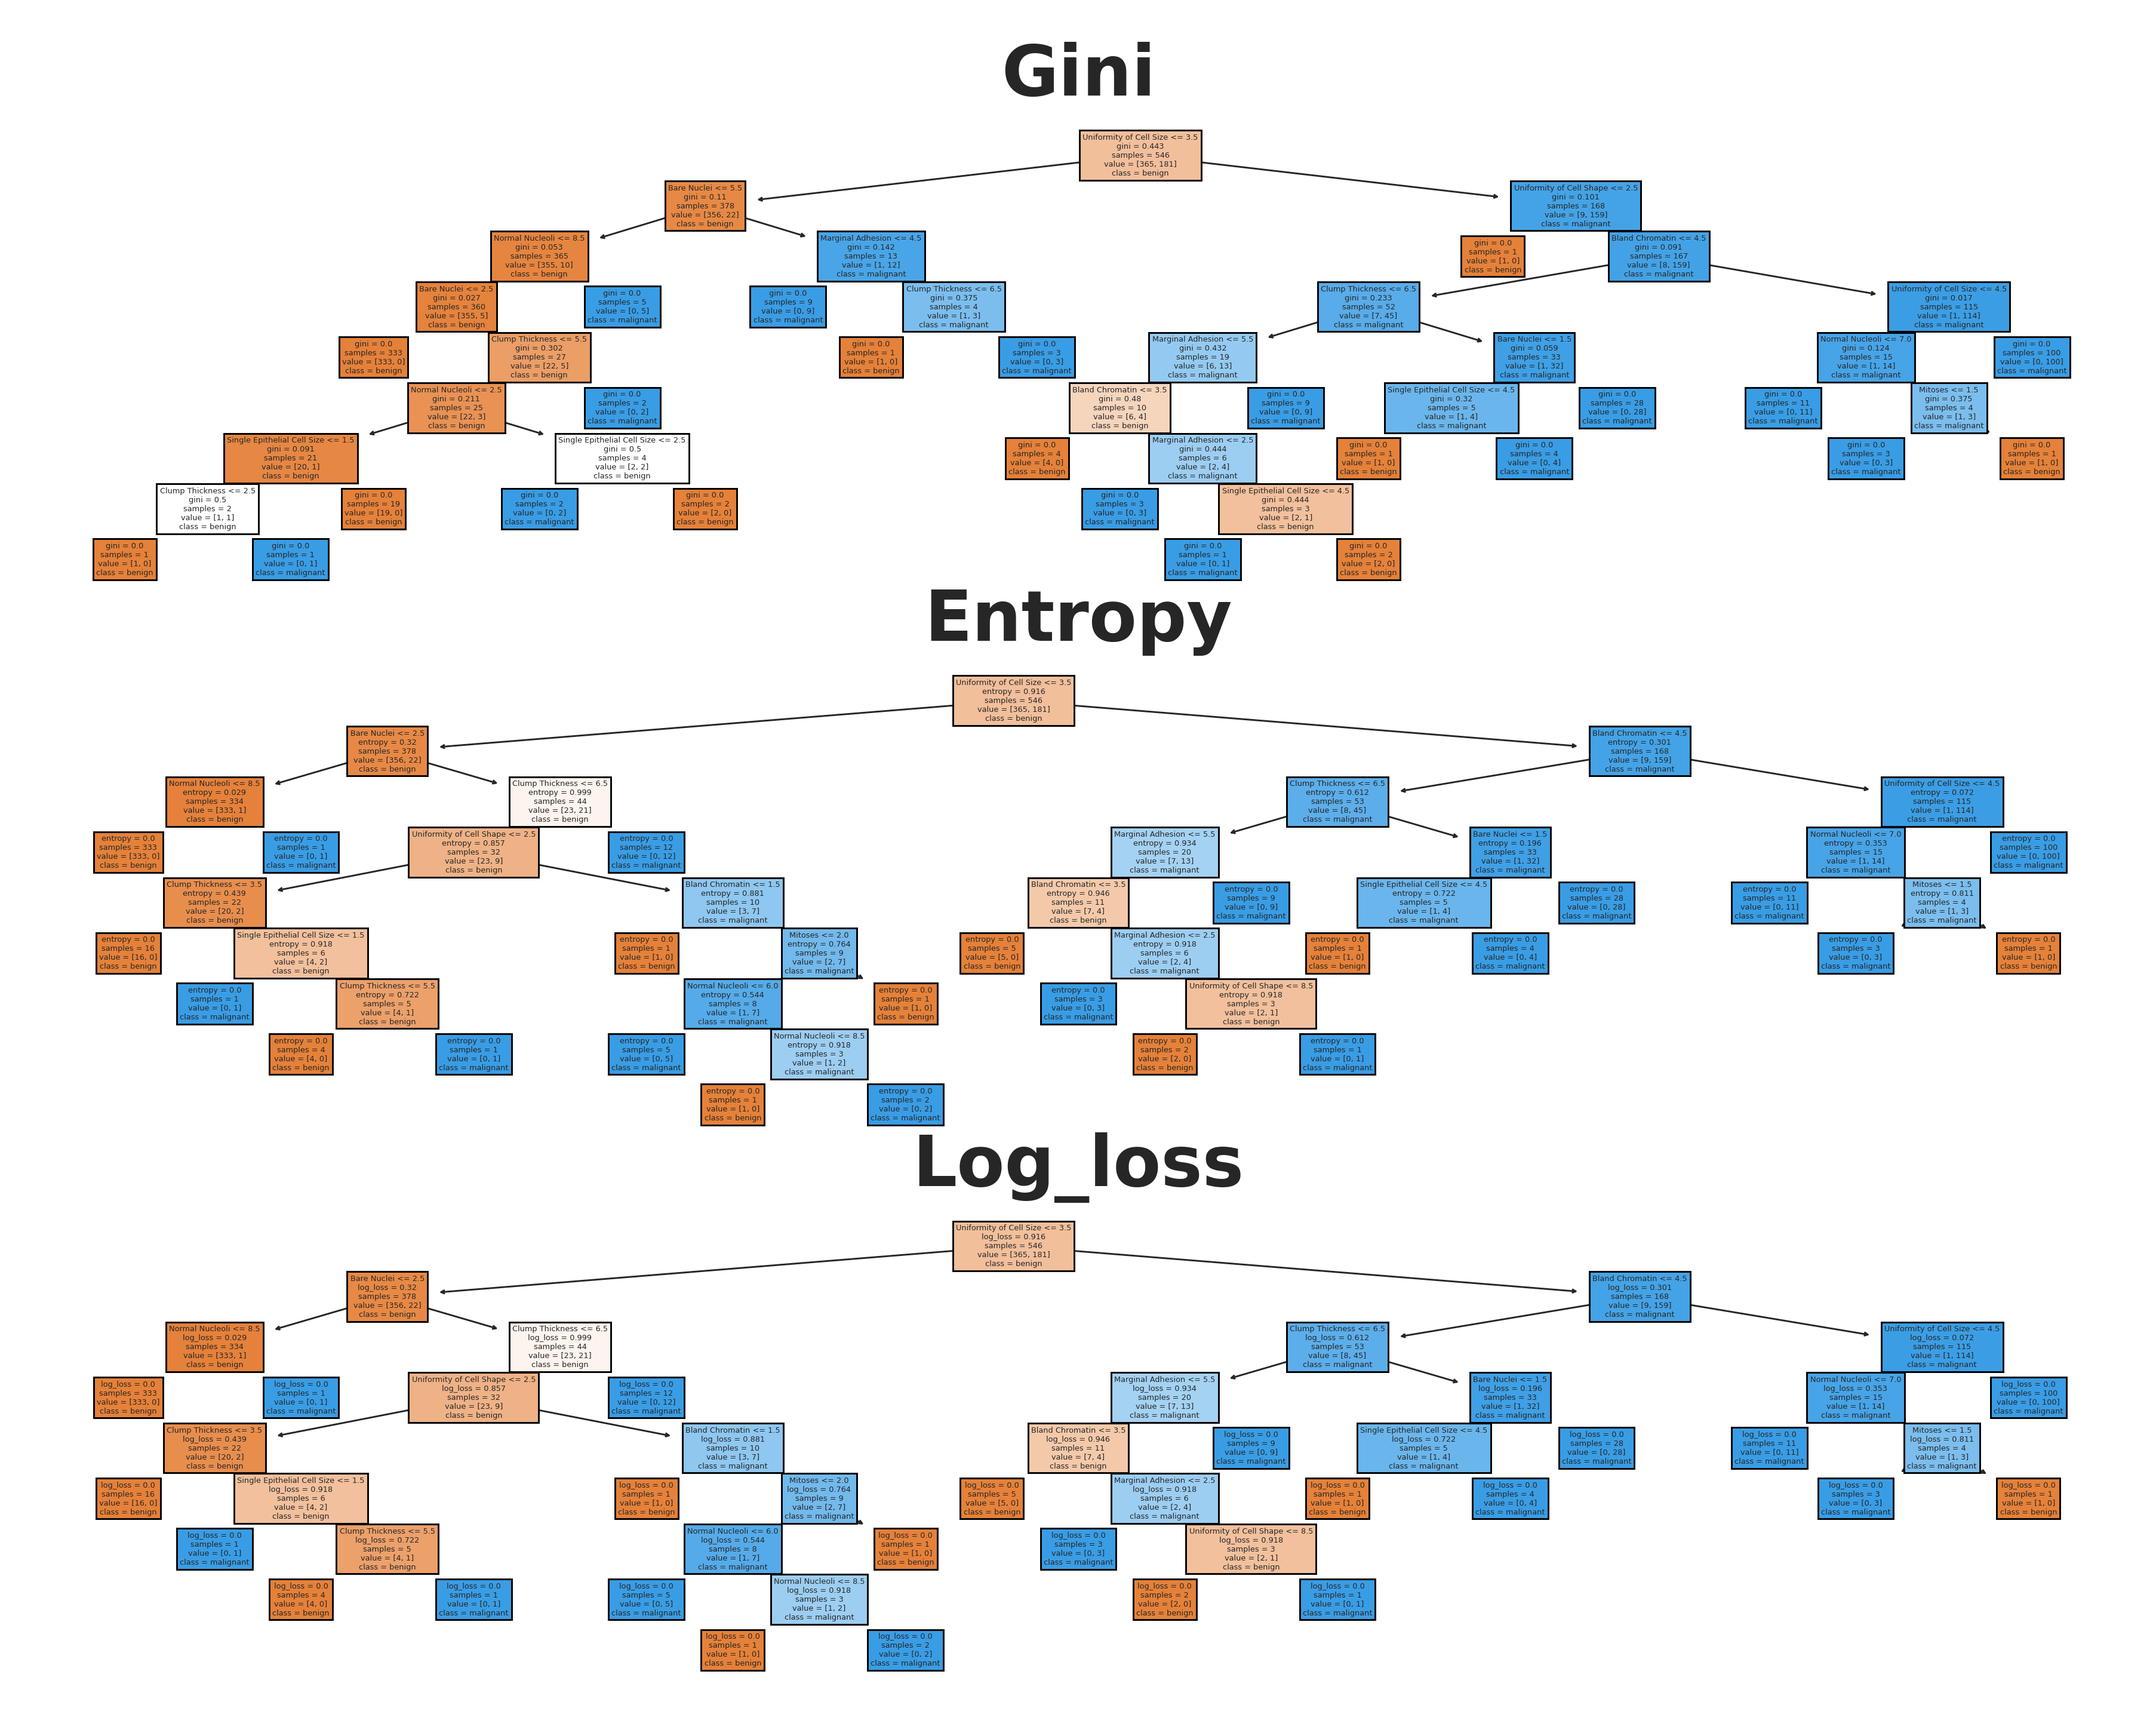 Gini
Uniformity of Cell Size <= 3.5
gini = 0.443
samples = 546
value = [365, 181]
class = benign
Bare Nuclei <= 5.5
gini = 0.11
samples = 378
value = [356, 22]
class = benign
Uniformity of Cell Shape <= 2.5
gini = 0.101
samples = 168
value = [9, 159]
class = malignant
Normal Nucleoli <= 8.5
gini = 0.053
samples = 365
value = [355, 10]
class = benign
Marginal Adhesion <= 4.5
gini = 0.142
samples = 13
value = [1, 12]
class = malignant
gini = 0.0
samples = 1
value = [1, 0]
class = benign
Bland Chromatin <= 4.5
gini = 0.091
samples = 167
value = [8, 159]
class = malignant
Bare Nuclei <= 2.5
gini = 0.027
samples = 360
value = [355, 5]
class = benign
gini = 0.0
samples = 5
value = [0, 5]
class = malignant
gini = 0.0
samples = 9
value = [0, 9]
class = malignant
Clump Thickness <= 6.5
gini = 0.375
samples = 4
value = [1, 3]
class = malignant
Clump Thickness <= 6.5
gini = 0.233
samples = 52
value = [7, 45]
class = malignant
Uniformity of Cell Size <= 4.5
gini = 0.017
samples = 115
value = [1, 114]
class = malignant
gini = 0.0
samples = 333
value = [333, 0]
class = benign
Clump Thickness <= 5.5
gini = 0.302
samples = 27
value = [22, 5]
class = benign
gini = 0.0
samples = 1
value = [1, 0]
class = benign
gini = 0.0
samples = 3
value = [0, 3]
class = malignant
Marginal Adhesion <= 5.5
gini = 0.432
samples = 19
value = [6, 13]
class = malignant
Bare Nuclei <= 1.5
gini = 0.059
samples = 33
value = [1, 32]
class = malignant
Normal Nucleoli <= 7.0
gini = 0.124
samples = 15
value = [1, 14]
class = malignant
gini = 0.0
samples = 100
value = [0, 100]
class = malignant
Normal Nucleoli <= 2.5
gini = 0.211
samples = 25
value = [22, 3]
class = benign
gini = 0.0
samples = 2
value = [0, 2]
class = malignant
Bland Chromatin <= 3.5
gini = 0.48
samples = 10
value = [6, 4]
class = benign
gini = 0.0
samples = 9
value = [0, 9]
class = malignant
Single Epithelial Cell Size <= 4.5
gini = 0.32
samples = 5
value = [1, 4]
class = malignant
gini = 0.0
samples = 28
value = [0, 28]
class = malignant
gini = 0.0
samples = 11
value = [0, 11]
class = malignant
Mitoses <= 1.5
gini = 0.375
samples = 4
value = [1, 3]
class = malignant
Single Epithelial Cell Size <= 1.5
gini = 0.091
samples = 21
value = [20, 1]
class = benign
Single Epithelial Cell Size <= 2.5
gini = 0.5
samples = 4
value = [2, 2]
class = benign
gini = 0.0
samples = 4
value = [4, 0]
class = benign
Marginal Adhesion <= 2.5
gini = 0.444
samples = 6
value = [2, 4]
class = malignant
gini = 0.0
samples = 1
value = [1, 0]
class = benign
gini = 0.0
samples = 4
value = [0, 4]
class = malignant
gini = 0.0
samples = 3
value = [0, 3]
class = malignant
gini = 0.0
samples = 1
value = [1, 0]
class = benign
Clump Thickness <= 2.5
gini = 0.5
samples = 2
value = [1, 1]
class = benign
gini = 0.0
samples = 19
value = [19, 0]
class = benign
gini = 0.0
samples = 2
value = [0, 2]
class = malignant
gini = 0.0
samples = 2
value = [2, 0]
class = benign
gini = 0.0
samples = 3
value = [0, 3]
class = malignant
Single Epithelial Cell Size <= 4.5
gini = 0.444
samples = 3
value = [2, 1]
class = benign
gini = 0.0
samples = 1
value = [1, 0]
class = benign
gini = 0.0
samples = 1
value = [0, 1]
class = malignant
gini = 0.0
samples = 1
value = [0, 1]
class = malignant
gini = 0.0
samples = 2
value = [2, 0]
class = benign
Entropy
Uniformity of Cell Size <= 3.5
entropy = 0.916
samples = 546
value = [365, 181]
class = benign
Bare Nuclei <= 2.5
entropy = 0.32
samples = 378
value = [356, 22]
class = benign
Bland Chromatin <= 4.5
entropy = 0.301
samples = 168
value = [9, 159]
class = malignant
Normal Nucleoli <= 8.5
entropy = 0.029
samples = 334
value = [333, 1]
class = benign
Clump Thickness <= 6.5
entropy = 0.999
samples = 44
value = [23, 21]
class = benign
Clump Thickness <= 6.5
entropy = 0.612
samples = 53
value = [8, 45]
class = malignant
Uniformity of Cell Size <= 4.5
entropy = 0.072
samples = 115
value = [1, 114]
class = malignant
entropy = 0.0
samples = 333
value = [333, 0]
class = benign
entropy = 0.0
samples = 1
value = [0, 1]
class = malignant
Uniformity of Cell Shape <= 2.5
entropy = 0.857
samples = 32
value = [23, 9]
class = benign
entropy = 0.0
samples = 12
value = [0, 12]
class = malignant
Marginal Adhesion <= 5.5
entropy = 0.934
samples = 20
value = [7, 13]
class = malignant
Bare Nuclei <= 1.5
entropy = 0.196
samples = 33
value = [1, 32]
class = malignant
Normal Nucleoli <= 7.0
entropy = 0.353
samples = 15
value = [1, 14]
class = malignant
entropy = 0.0
samples = 100
value = [0, 100]
class = malignant
Clump Thickness <= 3.5
entropy = 0.439
samples = 22
value = [20, 2]
class = benign
Bland Chromatin <= 1.5
entropy = 0.881
samples = 10
value = [3, 7]
class = malignant
Bland Chromatin <= 3.5
entropy = 0.946
samples = 11
value = [7, 4]
class = benign
entropy = 0.0
samples = 9
value = [0, 9]
class = malignant
Single Epithelial Cell Size <= 4.5
entropy = 0.722
samples = 5
value = [1, 4]
class = malignant
entropy = 0.0
samples = 28
value = [0, 28]
class = malignant
entropy = 0.0
samples = 11
value = [0, 11]
class = malignant
Mitoses <= 1.5
entropy = 0.811
samples = 4
value = [1, 3]
class = malignant
entropy = 0.0
samples = 16
value = [16, 0]
class = benign
Single Epithelial Cell Size <= 1.5
entropy = 0.918
samples = 6
value = [4, 2]
class = benign
entropy = 0.0
samples = 1
value = [1, 0]
class = benign
Mitoses <= 2.0
entropy = 0.764
samples = 9
value = [2, 7]
class = malignant
entropy = 0.0
samples = 5
value = [5, 0]
class = benign
Marginal Adhesion <= 2.5
entropy = 0.918
samples = 6
value = [2, 4]
class = malignant
entropy = 0.0
samples = 1
value = [1, 0]
class = benign
entropy = 0.0
samples = 4
value = [0, 4]
class = malignant
entropy = 0.0
samples = 3
value = [0, 3]
class = malignant
entropy = 0.0
samples = 1
value = [1, 0]
class = benign
entropy = 0.0
samples = 1
value = [0, 1]
class = malignant
Clump Thickness <= 5.5
entropy = 0.722
samples = 5
value = [4, 1]
class = benign
Normal Nucleoli <= 6.0
entropy = 0.544
samples = 8
value = [1, 7]
class = malignant
entropy = 0.0
samples = 1
value = [1, 0]
class = benign
entropy = 0.0
samples = 3
value = [0, 3]
class = malignant
Uniformity of Cell Shape <= 8.5
entropy = 0.918
samples = 3
value = [2, 1]
class = benign
entropy = 0.0
samples = 4
value = [4, 0]
class = benign
entropy = 0.0
samples = 1
value = [0, 1]
class = malignant
entropy = 0.0
samples = 5
value = [0, 5]
class = malignant
Normal Nucleoli <= 8.5
entropy = 0.918
samples = 3
value = [1, 2]
class = malignant
entropy = 0.0
samples = 2
value = [2, 0]
class = benign
entropy = 0.0
samples = 1
value = [0, 1]
class = malignant
entropy = 0.0
samples = 1
value = [1, 0]
class = benign
entropy = 0.0
samples = 2
value = [0, 2]
class = malignant
Log_loss
Uniformity of Cell Size <= 3.5
log_loss = 0.916
samples = 546
value = [365, 181]
class = benign
Bare Nuclei <= 2.5
log_loss = 0.32
samples = 378
value = [356, 22]
class = benign
Bland Chromatin <= 4.5
log_loss = 0.301
samples = 168
value = [9, 159]
class = malignant
Normal Nucleoli <= 8.5
log_loss = 0.029
samples = 334
value = [333, 1]
class = benign
Clump Thickness <= 6.5
log_loss = 0.999
samples = 44
value = [23, 21]
class = benign
Clump Thickness <= 6.5
log_loss = 0.612
samples = 53
value = [8, 45]
class = malignant
Uniformity of Cell Size <= 4.5
log_loss = 0.072
samples = 115
value = [1, 114]
class = malignant
log_loss = 0.0
samples = 333
value = [333, 0]
class = benign
log_loss = 0.0
samples = 1
value = [0, 1]
class = malignant
Uniformity of Cell Shape <= 2.5
log_loss = 0.857
samples = 32
value = [23, 9]
class = benign
log_loss = 0.0
samples = 12
value = [0, 12]
class = malignant
Marginal Adhesion <= 5.5
log_loss = 0.934
samples = 20
value = [7, 13]
class = malignant
Bare Nuclei <= 1.5
log_loss = 0.196
samples = 33
value = [1, 32]
class = malignant
Normal Nucleoli <= 7.0
log_loss = 0.353
samples = 15
value = [1, 14]
class = malignant
log_loss = 0.0
samples = 100
value = [0, 100]
class = malignant
Clump Thickness <= 3.5
log_loss = 0.439
samples = 22
value = [20, 2]
class = benign
Bland Chromatin <= 1.5
log_loss = 0.881
samples = 10
value = [3, 7]
class = malignant
Bland Chromatin <= 3.5
log_loss = 0.946
samples = 11
value = [7, 4]
class = benign
log_loss = 0.0
samples = 9
value = [0, 9]
class = malignant
Single Epithelial Cell Size <= 4.5
log_loss = 0.722
samples = 5
value = [1, 4]
class = malignant
log_loss = 0.0
samples = 28
value = [0, 28]
class = malignant
log_loss = 0.0
samples = 11
value = [0, 11]
class = malignant
Mitoses <= 1.5
log_loss = 0.811
samples = 4
value = [1, 3]
class = malignant
log_loss = 0.0
samples = 16
value = [16, 0]
class = benign
Single Epithelial Cell Size <= 1.5
log_loss = 0.918
samples = 6
value = [4, 2]
class = benign
log_loss = 0.0
samples = 1
value = [1, 0]
class = benign
Mitoses <= 2.0
log_loss = 0.764
samples = 9
value = [2, 7]
class = malignant
log_loss = 0.0
samples = 5
value = [5, 0]
class = benign
Marginal Adhesion <= 2.5
log_loss = 0.918
samples = 6
value = [2, 4]
class = malignant
log_loss = 0.0
samples = 1
value = [1, 0]
class = benign
log_loss = 0.0
samples = 4
value = [0, 4]
class = malignant
log_loss = 0.0
samples = 3
value = [0, 3]
class = malignant
log_loss = 0.0
samples = 1
value = [1, 0]
class = benign
log_loss = 0.0
samples = 1
value = [0, 1]
class = malignant
Clump Thickness <= 5.5
log_loss = 0.722
samples = 5
value = [4, 1]
class = benign
Normal Nucleoli <= 6.0
log_loss = 0.544
samples = 8
value = [1, 7]
class = malignant
log_loss = 0.0
samples = 1
value = [1, 0]
class = benign
log_loss = 0.0
samples = 3
value = [0, 3]
class = malignant
Uniformity of Cell Shape <= 8.5
log_loss = 0.918
samples = 3
value = [2, 1]
class = benign
log_loss = 0.0
samples = 4
value = [4, 0]
class = benign
log_loss = 0.0
samples = 1
value = [0, 1]
class = malignant
log_loss = 0.0
samples = 5
value = [0, 5]
class = malignant
Normal Nucleoli <= 8.5
log_loss = 0.918
samples = 3
value = [1, 2]
class = malignant
log_loss = 0.0
samples = 2
value = [2, 0]
class = benign
log_loss = 0.0
samples = 1
value = [0, 1]
class = malignant
log_loss = 0.0
samples = 1
value = [1, 0]
class = benign
log_loss = 0.0
samples = 2
value = [0, 2]
class = malignant